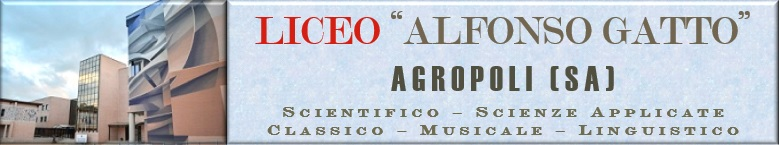 LICEO “ALFONSO GATTO”
AGROPOLI (SA)
SCIENTIFICO – SCIENZE APPLICATE
CLASSICO – MUSICALE – LINGUISTICO